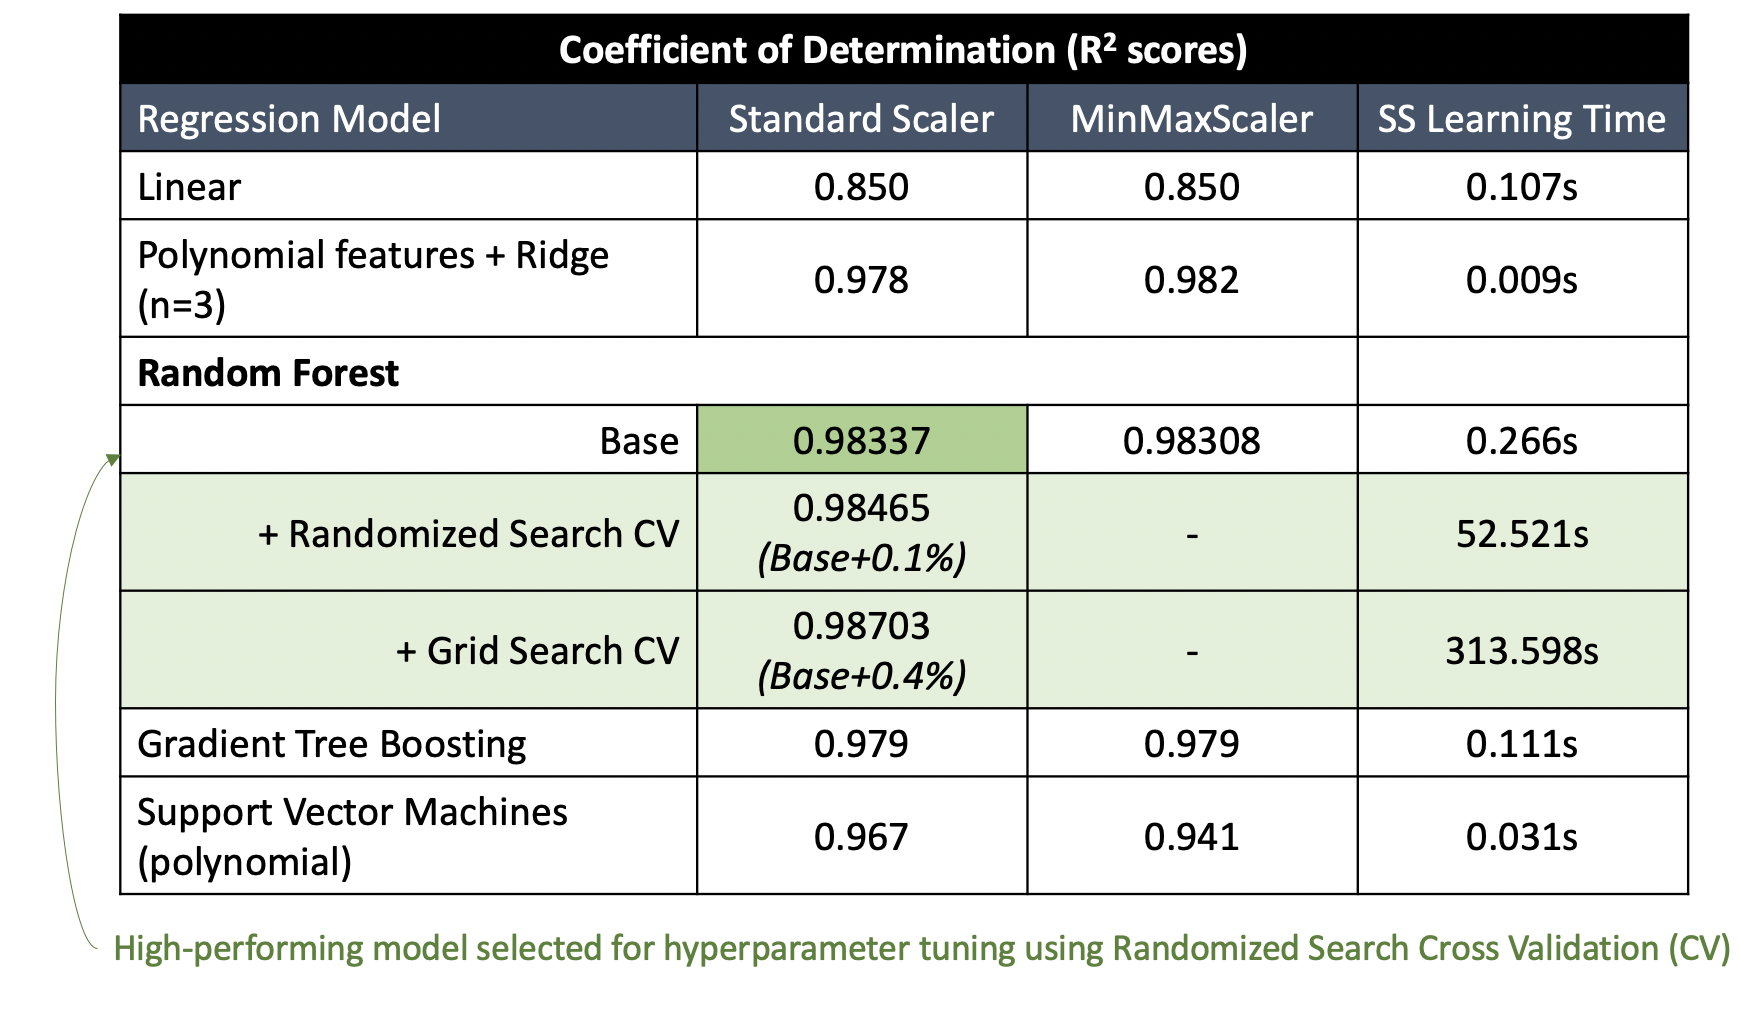 Coefficient of Determination (R² scores)
Regression Model Standard Scaler MinMaxScaler SS Learning Time
Linear 0.850 0.850 0.107s
Polynomial features + Ridge
(n=3) 0.978 0.982 0.009s
Random Forest
Base 0.98337 0.98308 0.266s
+ Randomized Search CV 0.98465 - 52.521s
(Base+0.1%)
+ Grid Search CV 0.98703 - 313.598s
(Base+0.4%)
Gradient Tree Boosting 0.979 0.979 0.111s
Support Vector Machines
(polynomial) 0.967 0.941 0.031s
High-performing model selected for hyperparameter tuning using Randomized Search Cross Validation (CV)